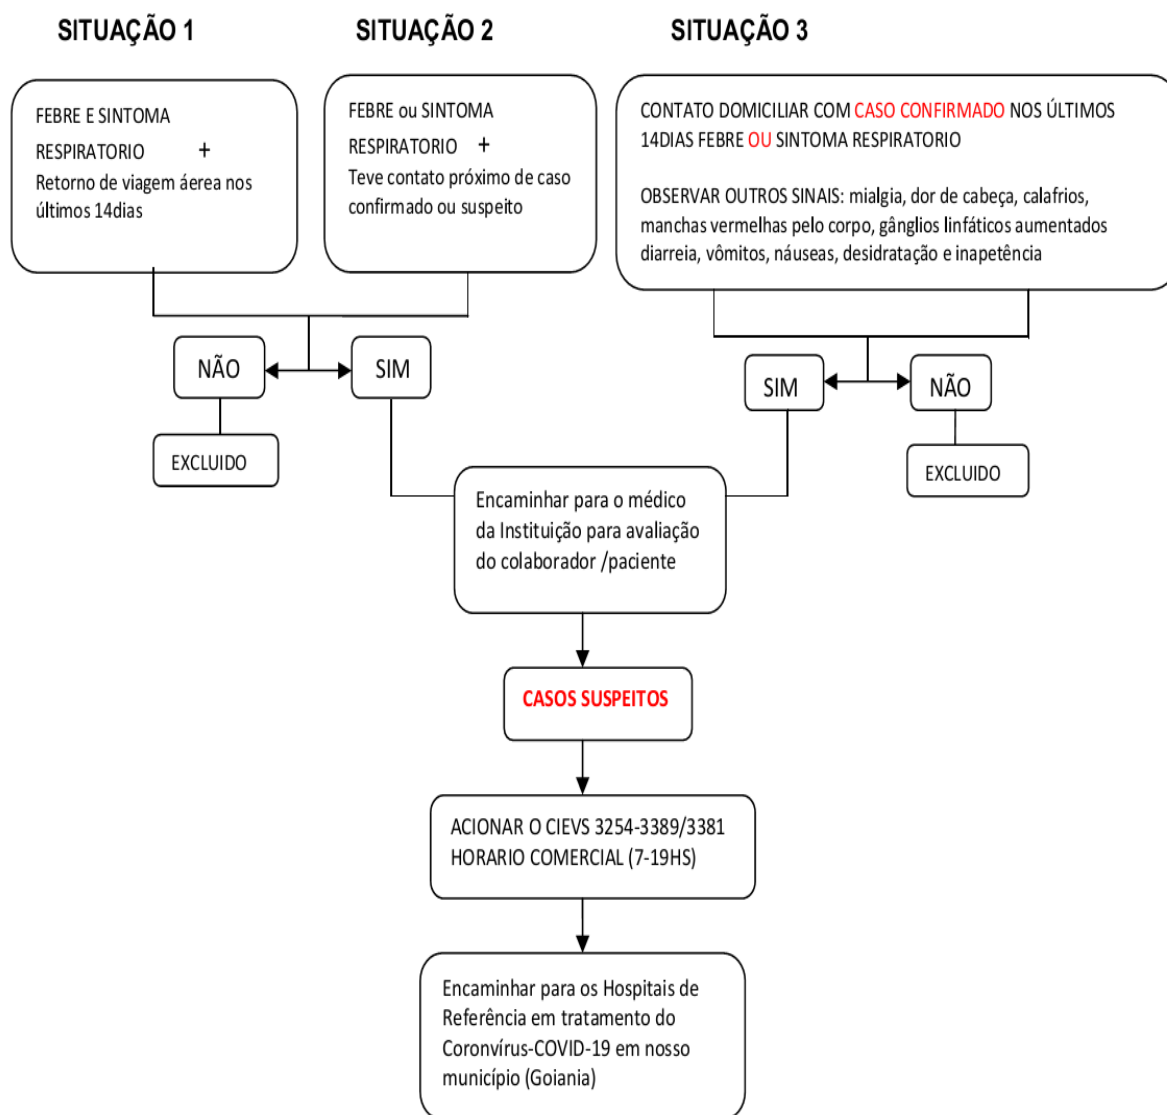 SITUAÇÃO 1
SITUAÇÃO 2
SITUAÇÃO 3
FEBRE E SINTOMA
RESPIRATORIO +
Retorno de viagem áerea nos
últimos 14dias
FEBRE ou SINTOMA
RESPIRATORIO +
Teve contato próximo de caso
confirmado ou suspeito
CONTATO DOMICILIAR COM CASO CONFIRMADO NOS ÚLTIMOS
14DIAS FEBRE OU SINTOMA RESPIRATORIO
OBSERVAR OUTROS SINAIS: mialgia, dor de cabeça, calafrios,
manchas vermelhas pelo corpo, gânglios linfáticos aumentados
diarreia, vômitos, náuseas, desidratação e inapetência
NÃO
SIM
SIM
NÃO
EXCLUIDO
EXCLUIDO
Encaminhar para o médico
da Instituição para avaliação
do colaborador /paciente
CASOS SUSPEITOS
ACIONAR O CIEVS 3254-3389/3381
HORARIO COMERCIAL (7-19HS)
Encaminhar para os Hospitais de
Referência em tratamento do
Coronvírus-COVID-19 em nosso
município (Goiania)